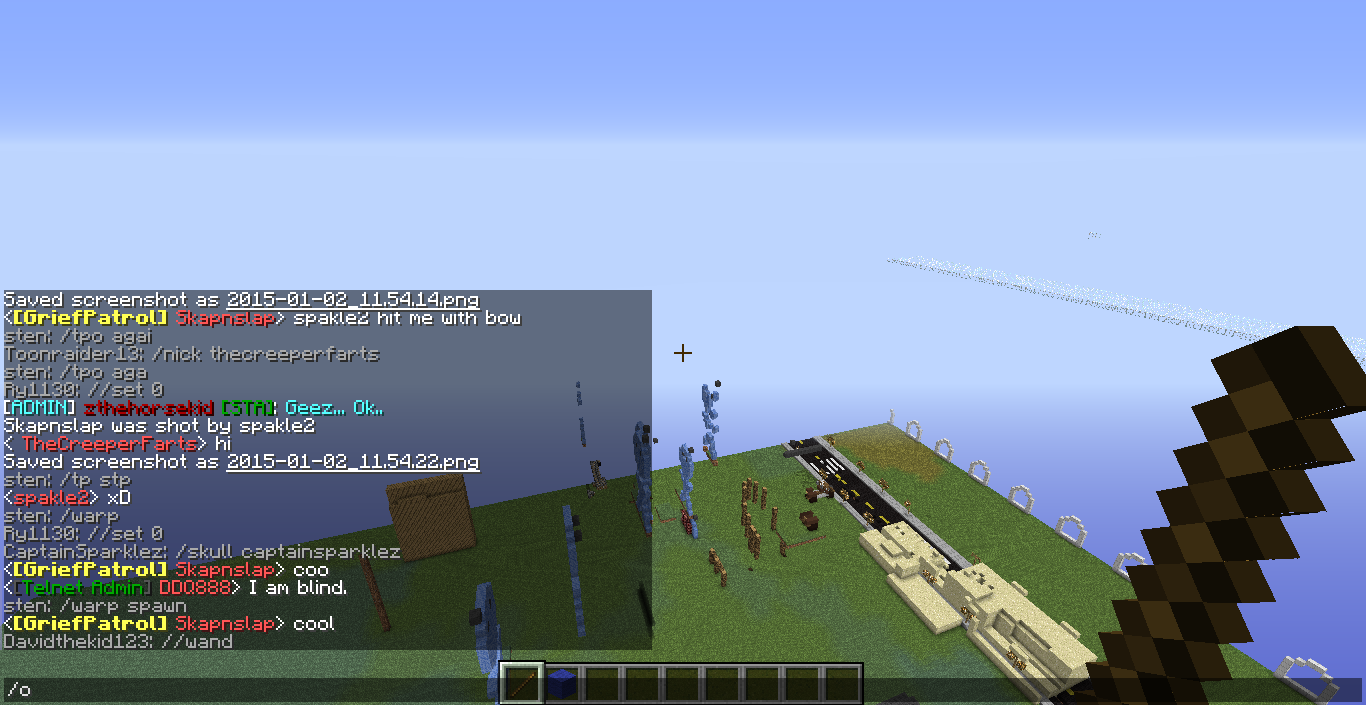 Saved screenshot as 2015-01-02_11.54.14.png
<[GriefPatrol] Skapnslap> spakle2 hit me with bow
sten: /tpo agai
Toonraider13: /nick thecreeperfarts
sten: /tpo aga
Ry1130: //set 0
[ADMIN] zthehorsekid [STA]: Geez... Ok..
Skapnslap was shot by spakle2
< TheCreeperFarts> hi
Saved screenshot as 2015-01-02_11.54.22.png
sten: /tp stp
<spakle2> xD
sten: /warp
Ry1130: //set 0
CaptainSparklez: /skull captainsparklez
<[GriefPatrol] Skapnslap> coo
<[Telnet Admin] DDQ888> I am blind.
sten: /warp spawn
<[GriefPatrol] Skapnslap> cool
Davidthekid123: //wand
/o